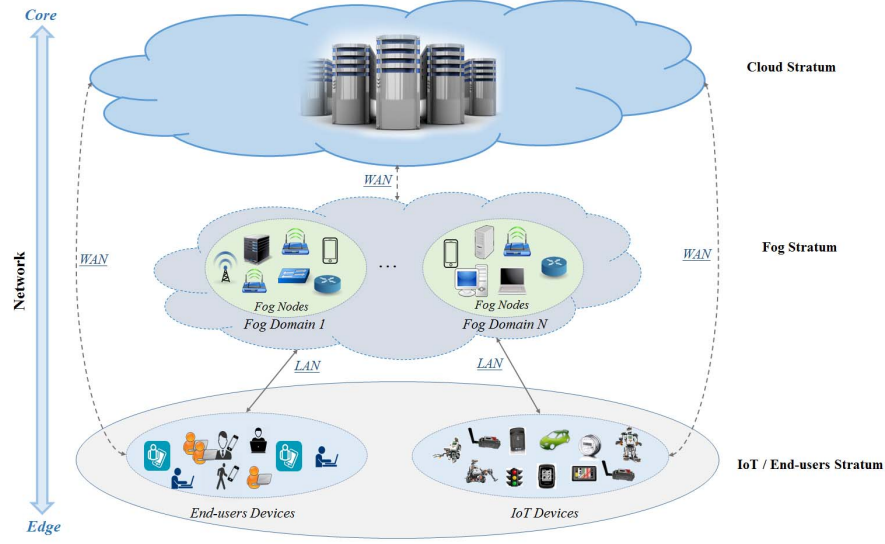 Core
Cloud Stratum
WAN
Fog Stratum
WAN
WAN
Network
...
Fog Nodes
Fog Nodes
Fog Domain 1
Fog Domain N
LAN
LAN
IoT / End-users Stratum
End-users Devices
IoT Devices
Edge